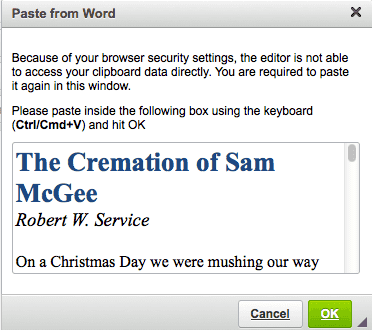 Paste from Word
Because of your browser security settings, the editor is not able
to access your clipboard data directly. You are required to paste
it again in this window.
Please paste inside the following box using the keyboard
(Ctrl/Cmd+V) and hit OK
The Cremation of Sam
McGee
Robert W. Service
On a Christmas Day we were mushing our way
Cancel
OK